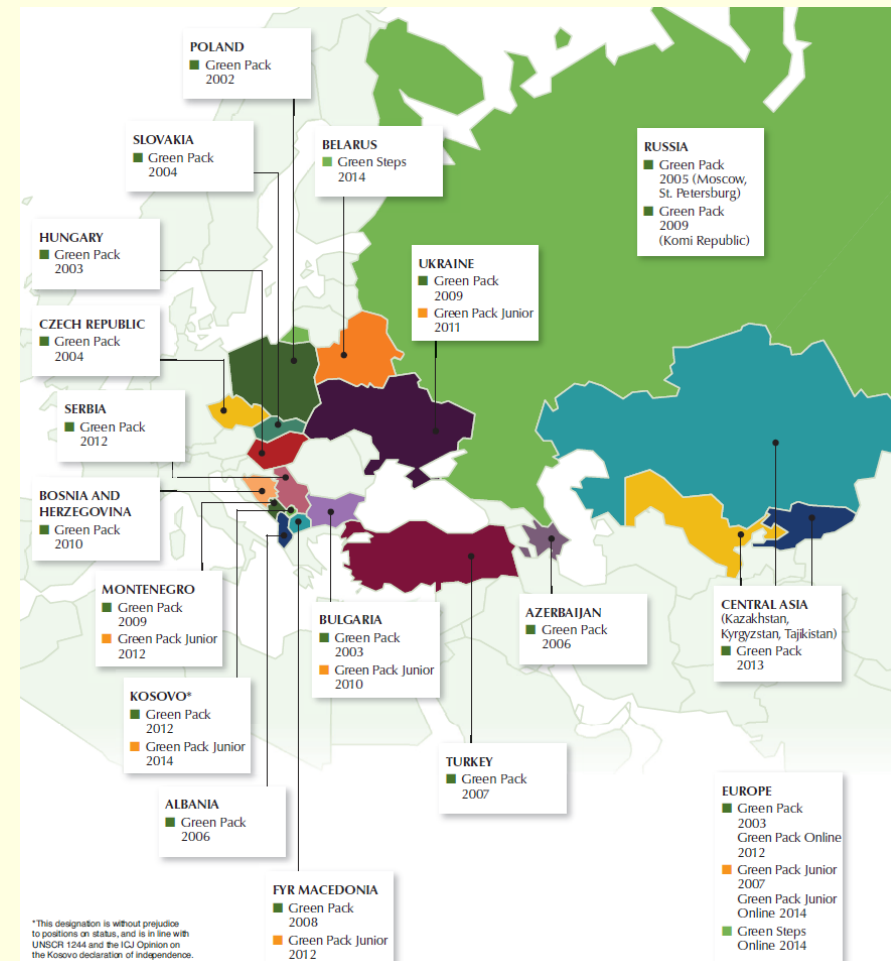 POLAND
Green Pack
2002
SLOVAKIA
Green Pack
2004
BELARUS
Green Steps
2014
RUSSIA
Green Pack
2005 (Moscow,
St. Petersburg)
Green Pack
2009
(Komi Republic)
HUNGARY
Green Pack
2003
UKRAINE
Green Pack
2009
Green Pack Junior
2011
CZECH REPUBLIC
Green Pack
2004
SERBIA
Green Pack
2012
BOSNIA AND
HERZEGOVINA
Green Pack
2010
MONTENEGRO
Green Pack
2009
Green Pack Junior
2012
BULGARIA
Green Pack
2003
Green Pack Junior
2010
AZERBAIJAN
Green Pack
2006
CENTRAL ASIA
(Kazakhstan,
Kyrgyzstan, Tajikistan)
Green Pack
2013
KOSOVO*
Green Pack
2012
Green Pack Junior
2014
TURKEY
Green Pack
2007
ALBANIA
Green Pack
2006
EUROPE
Green Pack
2003
Green Pack Online
2012
Green Pack Junior
2007
Green Pack Junior
Online 2014
Green Steps
Online 2014
FYR MACEDONIA
Green Pack
2008
Green Pack Junior
2012
*This designation is without prejudice
to positions on status, and is in line with
UNSCR 1244 and the ICJ Opinion on
the Kosovo declaration of independence.